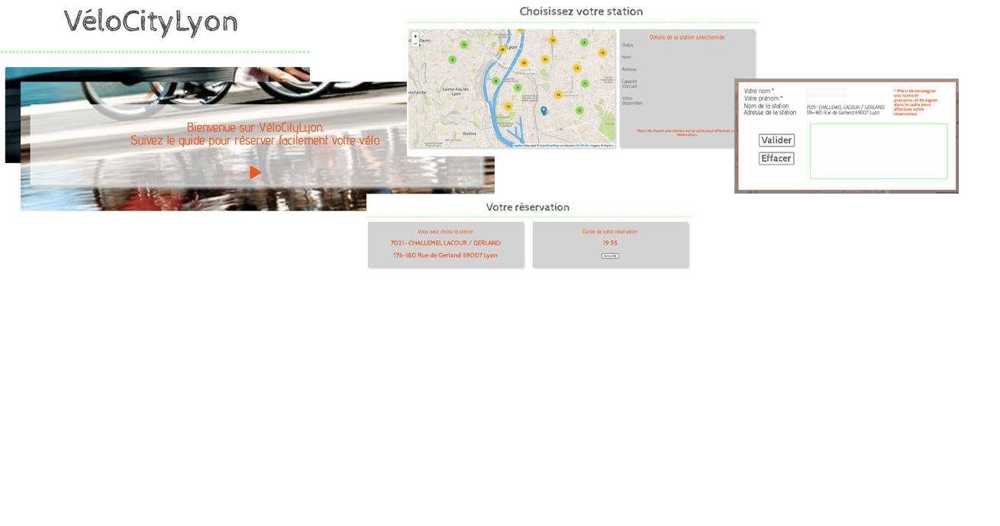 VéloCityLyon
Bienvenue sur VéloCityLyon.
Suivez le guide pour réserver facilement votre vélo
Choisissez votre station
+
−
Lyon
Sainte-Foy-lès-
Lyon
Oullins
Leaflet | Map data © OpenStreetMap contributors, CC-BY-SA, Imagery © Mapbox
Détails de la station sélectionnée
Status
Nom
Adresse
Capacité
d'accueil
Vélos
disponibles
Merci de choisir une station sur la carte pour effectuer un
réservation.
Votre nom *
Votre prénom *
Nom de la station
Adresse de la station
7021- CHALLEMEL LACOUR / GERLAND
176-180 Rue de Gerland 69007 Lyon
* Merci de renseigner
vos noms et
prenoms, et de signer
dans le cadre pour
effectuer votre
réservation.
Valider
Effacer
Votre réservation
Vous avez choisi la station
7021- CHALLEMEL LACOUR / GERLAND
176-180 Rue de Gerland 69007 Lyon
Durée de votre réservation
19:55
Annuler